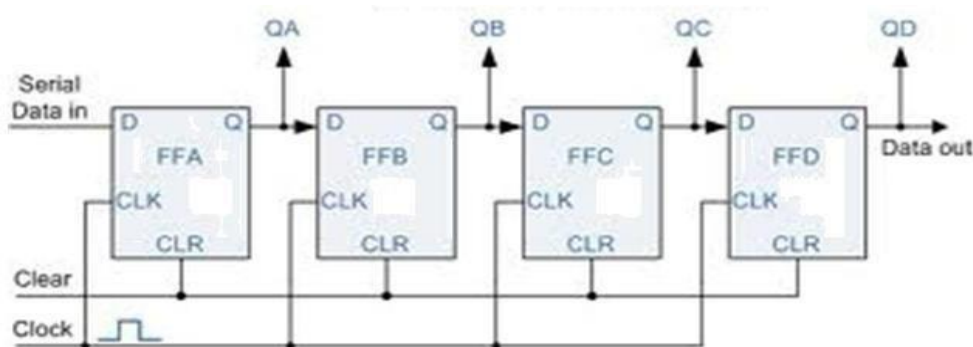 QA QB QC QD
Serial
Data in
D Q D Q D Q D Q
Data out
FFA FFB FFC FFD
CLK CLK CLK CLK
CLR CLR CLR CLR
Clear
Clock